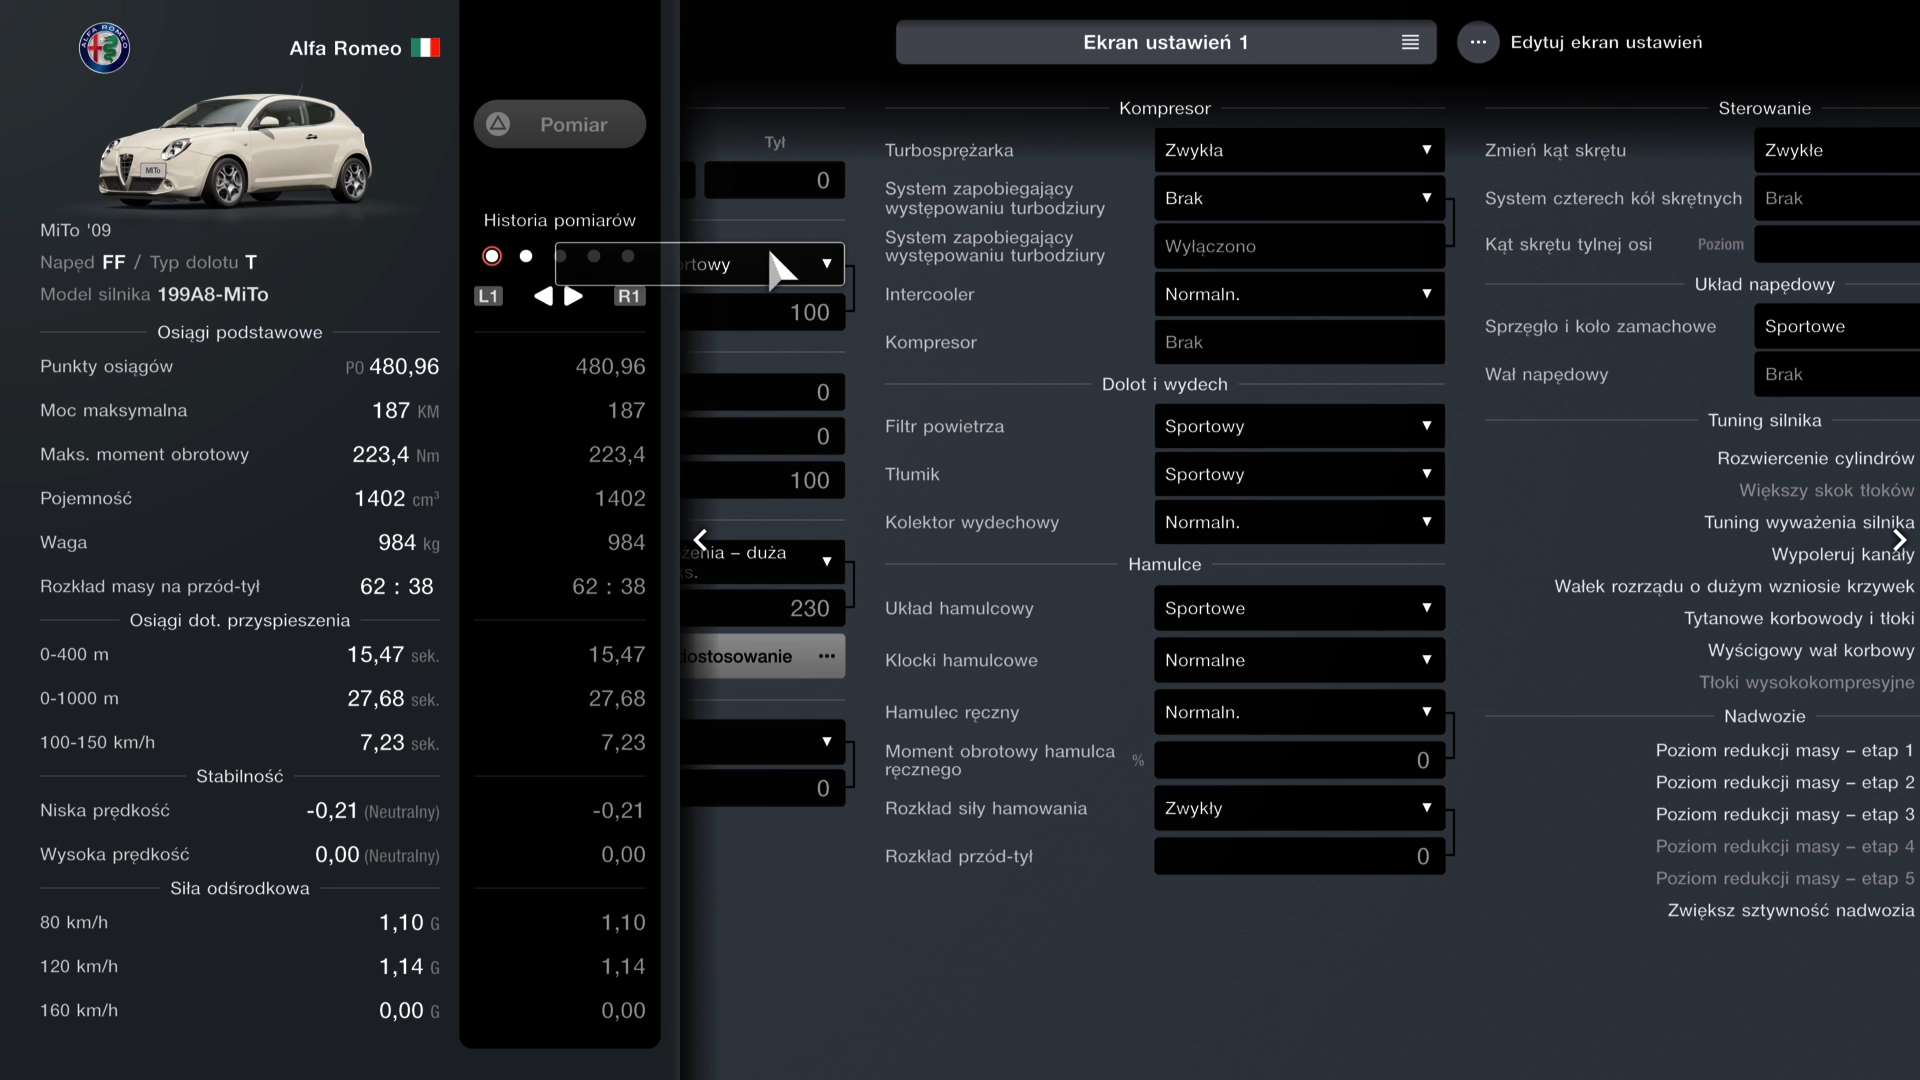 Alfa Romeo
MiTo
MiTo '09
Napęd FF / Typ dolotu T
Model silnika 199A8-MiTo
Osiągi podstawowe
Punkty osiągów PO 480,96
Moc maksymalna 187 KM
Maks. moment obrotowy 223,4 Nm
Pojemność 1402 cm³
Waga 984 kg
Rozkład masy na przód-tył 62 : 38
Osiągi dot. przyspieszenia
0-400 m 15,47 sek.
0-1000 m 27,68 sek.
100-150 km/h 7,23 sek.
Stabilność
Niska prędkość -0,21 (Neutralny)
Wysoka prędkość 0,00 (Neutralny)
Siła odśrodkowa
80 km/h 1,10 G
120 km/h 1,14 G
160 km/h 0,00 G
Pomiar
Historia pomiarów
L1 R1
480,96
187
223,4
1402
984
62 : 38
15,47
27,68
7,23
-0,21
0,00
1,10
1,14
0,00
Ekran ustawień 1
Edytuj ekran ustawień
Tył
0
rtowy
100
0
0
100
żenia – duża
ks.
230
dostosowanie
0
Kompresor
Turbosprężarka Zwykła
System zapobiegający
występowaniu turbodziury Brak
System zapobiegający
występowaniu turbodziury Wyłączono
Intercooler Normaln.
Kompresor Brak
Dolot i wydech
Filtr powietrza Sportowy
Tłumik Sportowy
Kolektor wydechowy Normaln.
Hamulce
Układ hamulcowy Sportowe
Klocki hamulcowe Normalne
Hamulec ręczny Normaln.
Moment obrotowy hamulca
ręcznego % 0
Rozkład siły hamowania Zwykły
Rozkład przód-tył 0
Sterowanie
Zmień kąt skrętu Zwykłe
System czterech kół skrętnych Brak
Kąt skrętu tylnej osi Poziom
Układ napędowy
Sprzęgło i koło zamachowe Sportowe
Wał napędowy Brak
Tuning silnika
Rozwiercenie cylindrów
Większy skok tłoków
Tuning wyważenia silnika
Wypoleruj kanały
Wałek rozrządu o dużym wzniosie krzywek
Tytanowe korbowody i tłoki
Wyścigowy wał korbowy
Tłoki wysokokompresyjne
Nadwozie
Poziom redukcji masy – etap 1
Poziom redukcji masy – etap 2
Poziom redukcji masy – etap 3
Poziom redukcji masy – etap 4
Poziom redukcji masy – etap 5
Zwiększ sztywność nadwozia